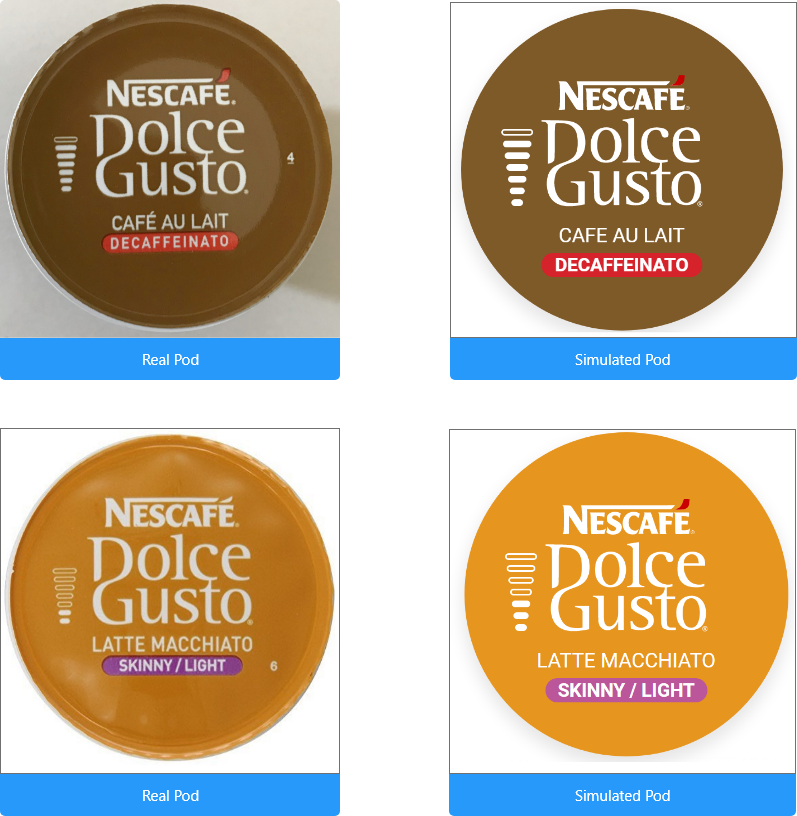 NESCAFÉ.
Dolce
Gusto.
4
CAFÉ AU LAIT
DECAFFEINATO
Real Pod
NESCAFÉ®
Dolce
Gusto®
CAFE AU LAIT
DECAFFEINATO
Simulated Pod
NESCAFÉ®
Dolce
Gusto®
LATTE MACCHIATO
SKINNY / LIGHT
6
Real Pod
NESCAFÉ®
Dolce
Gusto®
LATTE MACCHIATO
SKINNY / LIGHT
Simulated Pod